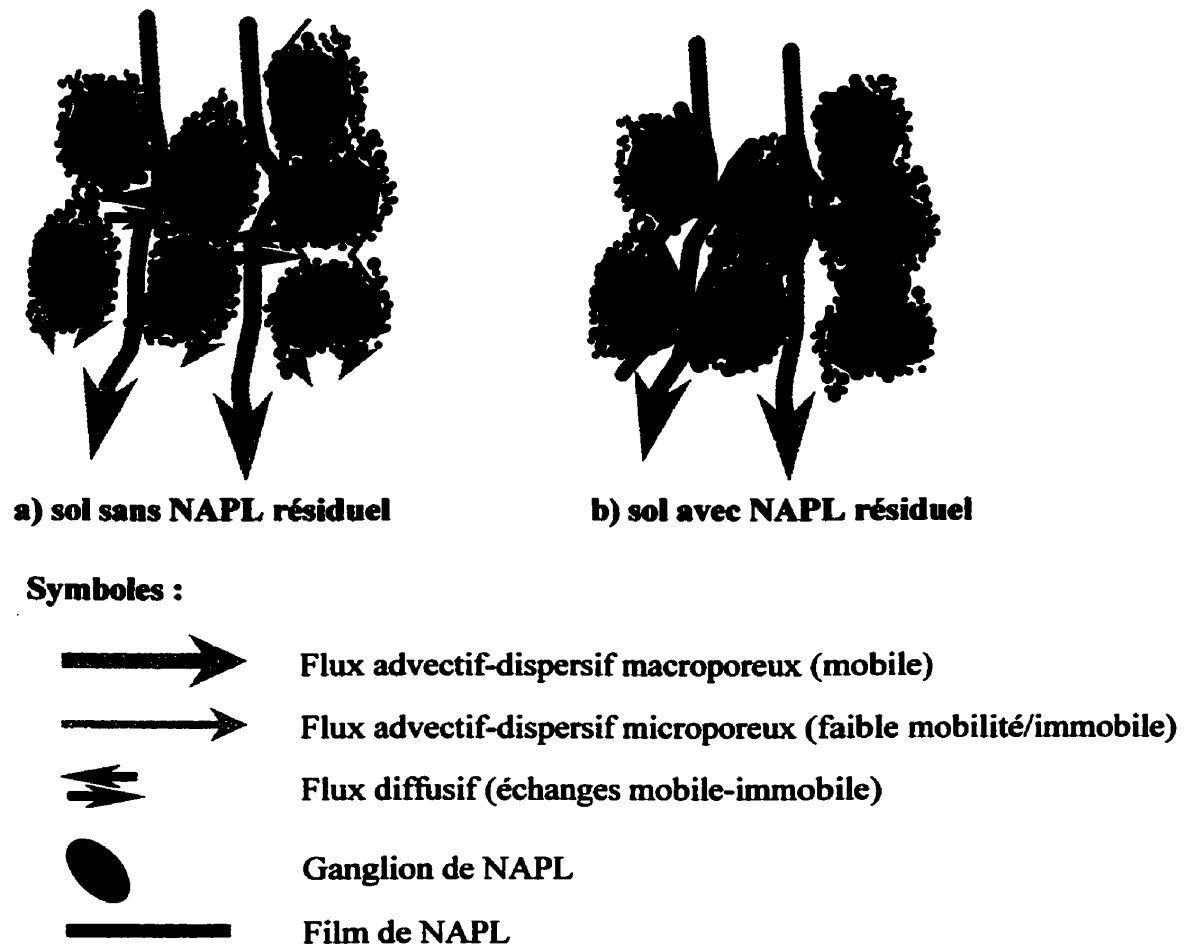 a) sol sans NAPL résiduel
b) sol avec NAPL résiduel
Symboles :
Flux advectif-dispersif macroporeux (mobile)
Flux advectif-dispersif microporeux (faible mobilité/immobile)
Flux diffusif (échanges mobile-immobile)
Ganglion de NAPL
Film de NAPL